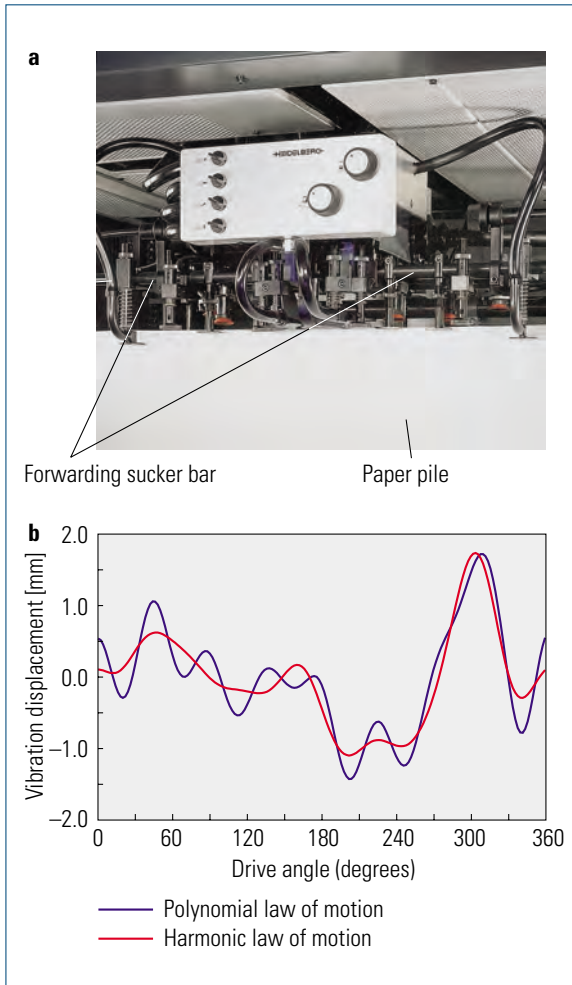 a
HEIDELBERG
Forwarding sucker bar
Paper pile
b
Vibration displacement [mm]
2.0
1.0
0.0
–1.0
–2.0
0 60 120 180 240 300 360
Drive angle (degrees)
Polynomial law of motion
Harmonic law of motion